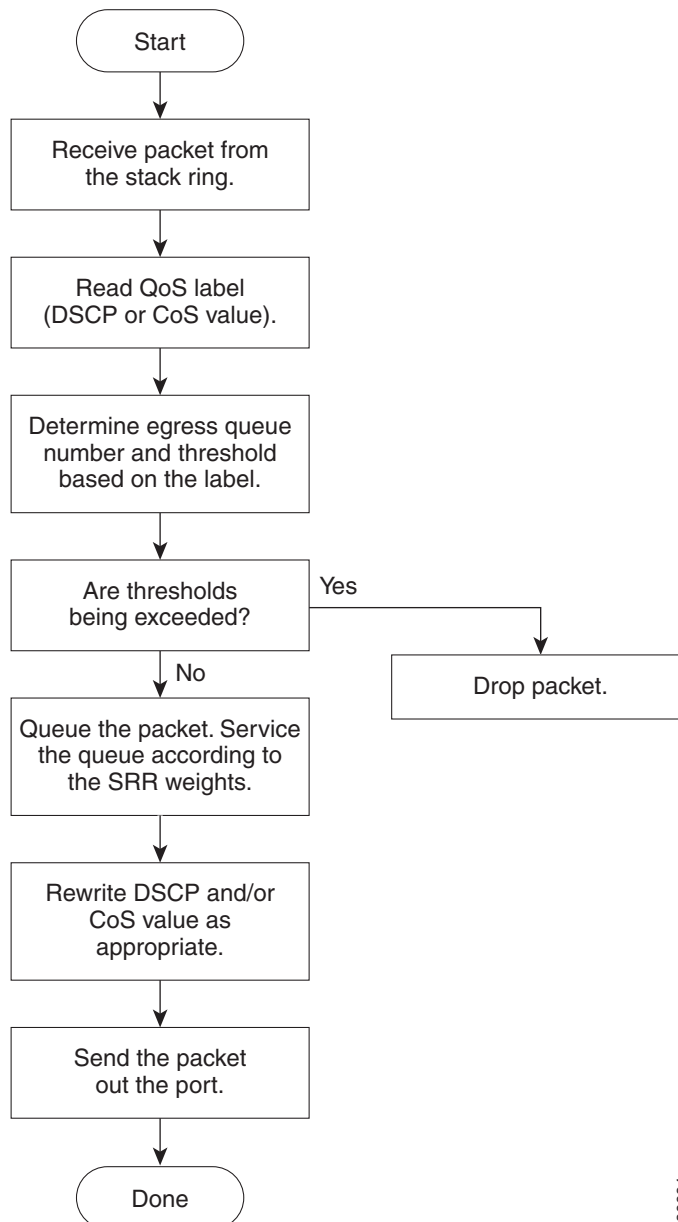 Start
Receive packet from
the stack ring.
Read QoS label
(DSCP or CoS value).
Determine egress queue
number and threshold
based on the label.
Are thresholds
being exceeded?
Yes
No
Drop packet.
Queue the packet. Service
the queue according to
the SRR weights.
Rewrite DSCP and/or
CoS value as
appropriate.
Send the packet
out the port.
Done